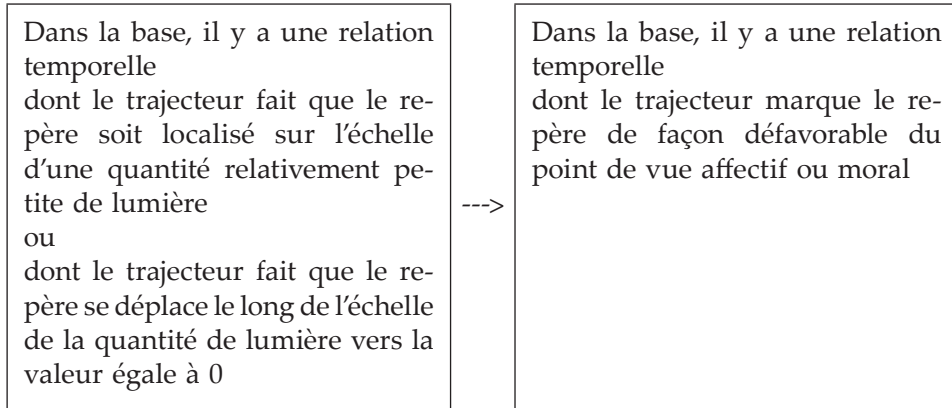 Dans la base, il y a une relation
temporelle
dont le trajecteur fait que le re-
père soit localisé sur l'échelle
d'une quantité relativement pe-
tite de lumière
ou
dont le trajecteur fait que le re-
père se déplace le long de l'échelle
de la quantité de lumière vers la
valeur égale à 0
--->
Dans la base, il y a une relation
temporelle
dont le trajecteur marque le re-
père de façon défavorable du
point de vue affectif ou moral